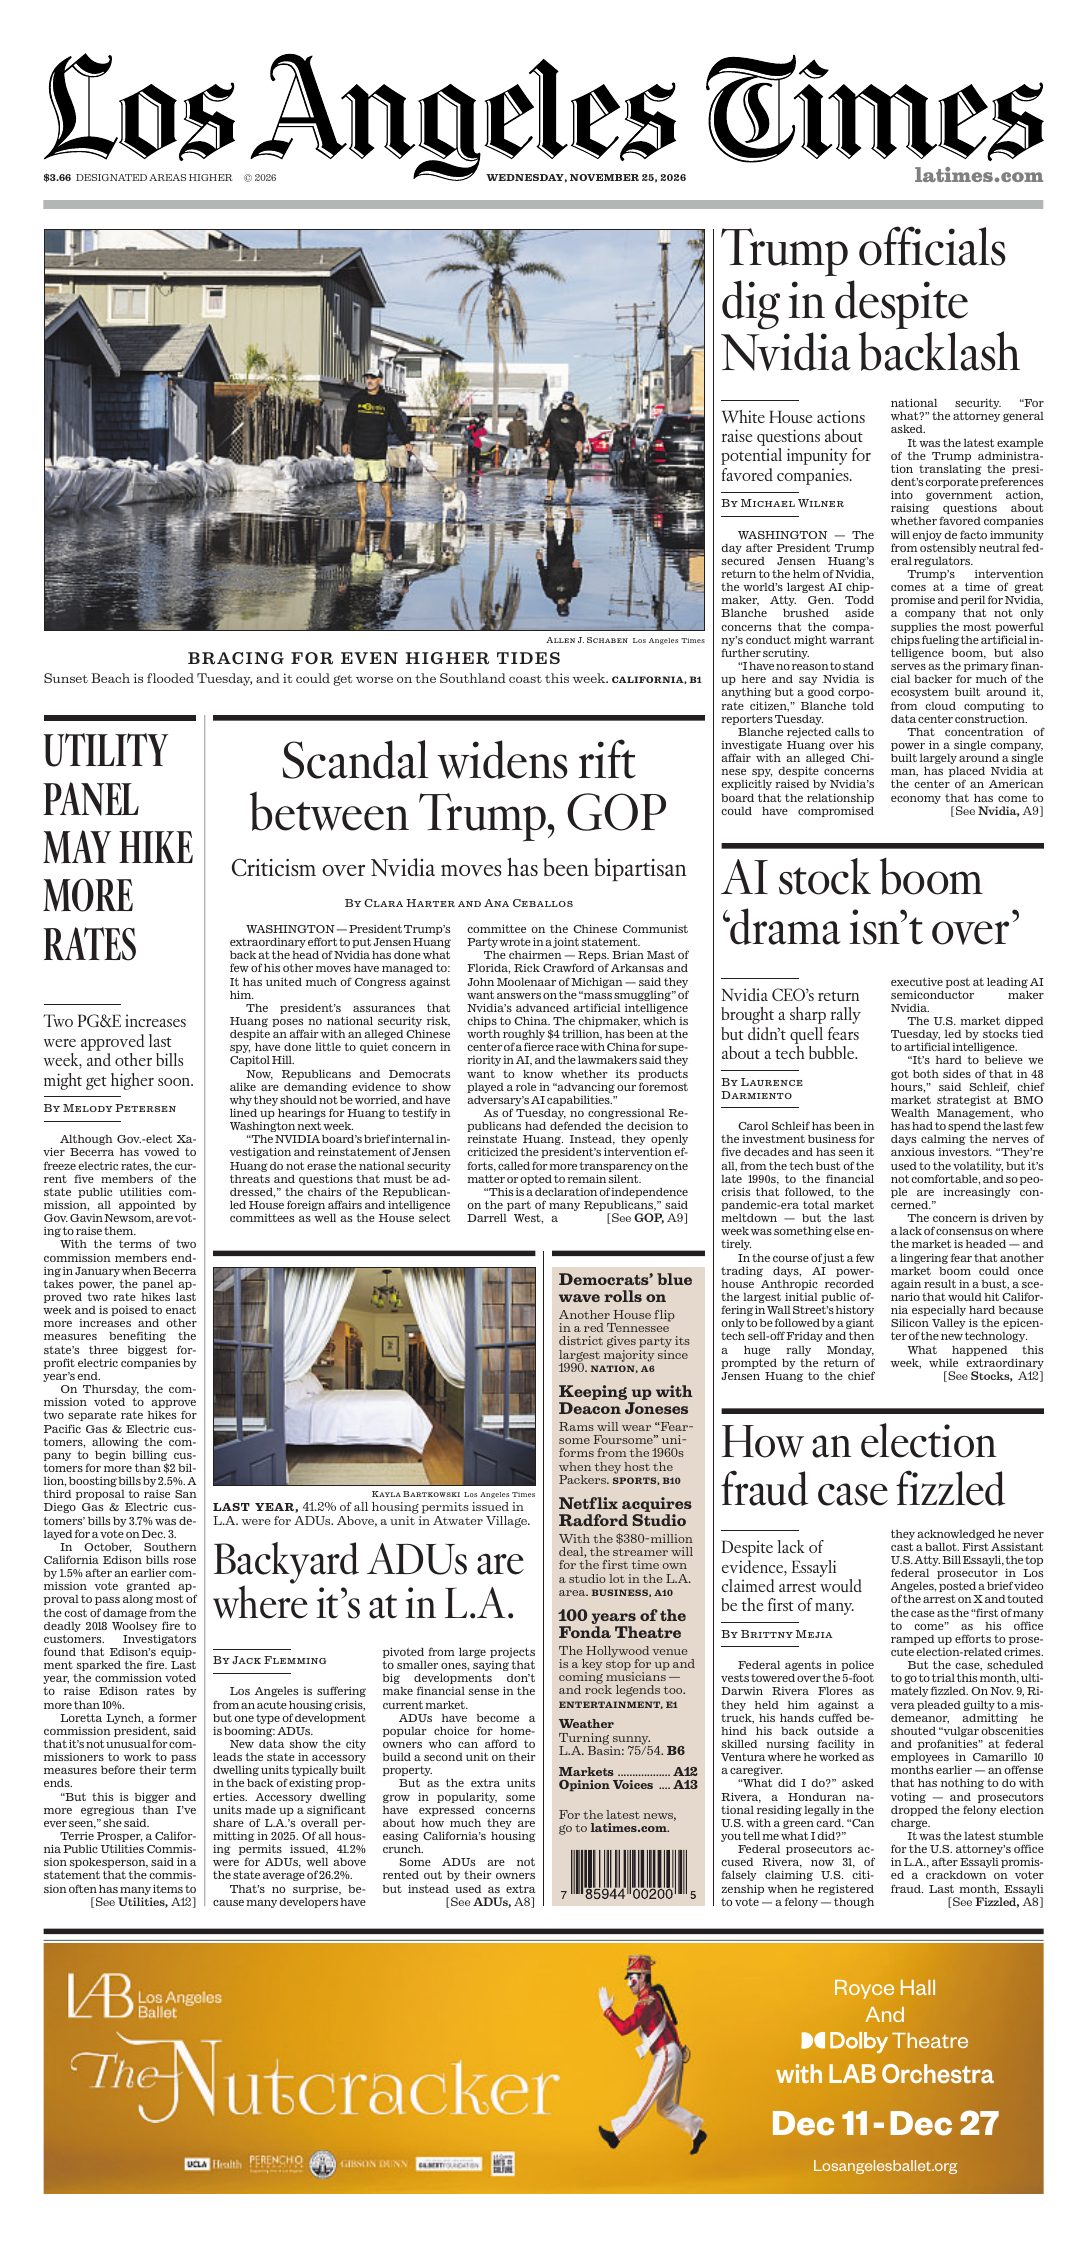 Los Angeles Times
$3.66 DESIGNATED AREAS HIGHER © 2026
WEDNESDAY, NOVEMBER 25, 2026
latimes.com
ALLEN J. SCHABEN Los Angeles Times
BRACING FOR EVEN HIGHER TIDES
Sunset Beach is flooded Tuesday, and it could get worse on the Southland coast this week. CALIFORNIA, B1
Trump officials
dig in despite
Nvidia backlash
White House actions
raise questions about
potential impunity for
favored companies.
BY MICHAEL WILNER
WASHINGTON — The
day after President Trump
secured Jensen Huang's
return to the helm of Nvidia,
the world's largest AI chip-
maker, Atty. Gen. Todd
Blanche brushed aside
concerns that the compa-
ny's conduct might warrant
further scrutiny.
"I have no reason to stand
up here and say Nvidia is
anything but a good corpo-
rate citizen," Blanche told
reporters Tuesday.
Blanche rejected calls to
investigate Huang over his
affair with an alleged Chi-
nese spy, despite concerns
explicitly raised by Nvidia's
board that the relationship
could have compromised
national security. "For
what?" the attorney general
asked.
It was the latest example
of the Trump administra-
tion translating the presi-
dent's corporate preferences
into government action,
raising questions about
whether favored companies
will enjoy de facto immunity
from ostensibly neutral fed-
eral regulators.
Trump's intervention
comes at a time of great
promise and peril for Nvidia,
a company that not only
supplies the most powerful
chips fueling the artificial in-
telligence boom, but also
serves as the primary finan-
cial backer for much of the
ecosystem built around it,
from cloud computing to
data center construction.
That concentration of
power in a single company,
built largely around a single
man, has placed Nvidia at
the center of an American
economy that has come to
[See Nvidia, A9]
UTILITY
PANEL
MAY HIKE
MORE
RATES
Two PG&E increases
were approved last
week, and other bills
might get higher soon.
BY MELODY PETERSEN
Although Gov.-elect Xa-
vier Becerra has vowed to
freeze electric rates, the cur-
rent five members of the
state public utilities com-
mission, all appointed by
Gov. Gavin Newsom, are vot-
ing to raise them.
With the terms of two
commission members end-
ing in January when Becerra
takes power, the panel ap-
proved two rate hikes last
week and is poised to enact
more increases and other
measures benefiting the
state's three biggest for-
profit electric companies by
year's end.
On Thursday, the com-
mission voted to approve
two separate rate hikes for
Pacific Gas & Electric cus-
tomers, allowing the com-
pany to begin billing cus-
tomers for more than $2 bil-
lion, boosting bills by 2.5%. A
third proposal to raise San
Diego Gas & Electric cus-
tomers' bills by 3.7% was de-
layed for a vote on Dec. 3.
In October, Southern
California Edison bills rose
by 1.5% after an earlier com-
mission vote granted ap-
proval to pass along most of
the cost of damage from the
deadly 2018 Woolsey fire to
customers. Investigators
found that Edison's equip-
ment sparked the fire. Last
year, the commission voted
to raise Edison rates by
more than 10%.
Loretta Lynch, a former
commission president, said
that it's not unusual for com-
missioners to work to pass
measures before their term
ends.
"But this is bigger and
more egregious than I've
ever seen," she said.
Terrie Prosper, a Califor-
nia Public Utilities Commis-
sion spokesperson, said in a
statement that the commis-
sion often has many items to
[See Utilities, A12]
Scandal widens rift
between Trump, GOP
Criticism over Nvidia moves has been bipartisan
BY CLARA HARTER AND ANA CEBALLOS
WASHINGTON — President Trump's
extraordinary effort to put Jensen Huang
back at the head of Nvidia has done what
few of his other moves have managed to:
It has united much of Congress against
him.
The president's assurances that
Huang poses no national security risk,
despite an affair with an alleged Chinese
spy, have done little to quiet concern in
Capitol Hill.
Now, Republicans and Democrats
alike are demanding evidence to show
why they should not be worried, and have
lined up hearings for Huang to testify in
Washington next week.
"The NVIDIA board's brief internal in-
vestigation and reinstatement of Jensen
Huang do not erase the national security
threats and questions that must be ad-
dressed," the chairs of the Republican-
led House foreign affairs and intelligence
committees as well as the House select
committee on the Chinese Communist
Party wrote in a joint statement.
The chairmen — Reps. Brian Mast of
Florida, Rick Crawford of Arkansas and
John Moolenaar of Michigan — said they
want answers on the "mass smuggling" of
Nvidia's advanced artificial intelligence
chips to China. The chipmaker, which is
worth roughly $4 trillion, has been at the
center of a fierce race with China for supe-
riority in AI, and the lawmakers said they
want to know whether its products
played a role in "advancing our foremost
adversary's AI capabilities."
As of Tuesday, no congressional Re-
publicans had defended the decision to
reinstate Huang. Instead, they openly
criticized the president's intervention ef-
forts, called for more transparency on the
matter or opted to remain silent.
"This is a declaration of independence
on the part of many Republicans," said
Darrell West, a [See GOP, A9]
AI stock boom
'drama isn't over'
Nvidia CEO's return
brought a sharp rally
but didn't quell fears
about a tech bubble.
BY LAURENCE
DARMIENTO
Carol Schleif has been in
the investment business for
five decades and has seen it
all, from the tech bust of the
late 1990s, to the financial
crisis that followed, to the
pandemic-era total market
meltdown — but the last
week was something else en-
tirely.
In the course of just a few
trading days, AI power-
house Anthropic recorded
the largest initial public of-
fering in Wall Street's history
only to be followed by a giant
tech sell-off Friday and then
a huge rally Monday,
prompted by the return of
Jensen Huang to the chief
executive post at leading AI
semiconductor maker
Nvidia.
The U.S. market dipped
Tuesday, led by stocks tied
to artificial intelligence.
"It's hard to believe we
got both sides of that in 48
hours," said Schleif, chief
market strategist at BMO
Wealth Management, who
has had to spend the last few
days calming the nerves of
anxious investors. "They're
used to the volatility, but it's
not comfortable, and so peo-
ple are increasingly con-
cerned."
The concern is driven by
a lack of consensus on where
the market is headed — and
a lingering fear that another
market boom could once
again result in a bust, a sce-
nario that would hit Califor-
nia especially hard because
Silicon Valley is the epicen-
ter of the new technology.
What happened this
week, while extraordinary
[See Stocks, A12]
KAYLA BARTKOWSKI Los Angeles Times
LAST YEAR, 41.2% of all housing permits issued in
L.A. were for ADUs. Above, a unit in Atwater Village.
Backyard ADUs are
where it's at in L.A.
BY JACK FLEMMING
Los Angeles is suffering
from an acute housing crisis,
but one type of development
is booming: ADUs.
New data show the city
leads the state in accessory
dwelling units typically built
in the back of existing prop-
erties. Accessory dwelling
units made up a significant
share of L.A.'s overall per-
mitting in 2025. Of all hous-
ing permits issued, 41.2%
were for ADUs, well above
the state average of 26.2%.
That's no surprise, be-
cause many developers have
pivoted from large projects
to smaller ones, saying that
big developments don't
make financial sense in the
current market.
ADUs have become a
popular choice for home-
owners who can afford to
build a second unit on their
property.
But as the extra units
grow in popularity, some
have expressed concerns
about how much they are
easing California's housing
crunch.
Some ADUs are not
rented out by their owners
but instead used as extra
[See ADUs, A8]
Democrats' blue
wave rolls on
Another House flip
in a red Tennessee
district gives party its
largest majority since
1990. NATION, A6
Keeping up with
Deacon Joneses
Rams will wear "Fear-
some Foursome" uni-
forms from the 1960s
when they host the
Packers. SPORTS, B10
Netflix acquires
Radford Studio
With the $380-million
deal, the streamer will
for the first time own
a studio lot in the L.A.
area. BUSINESS, A10
100 years of the
Fonda Theatre
The Hollywood venue
is a key stop for up and
coming musicians —
and rock legends too.
ENTERTAINMENT, E1
Weather
Turning sunny.
L.A. Basin: 75/54. B6
Markets .................. A12
Opinion Voices .... A13
For the latest news,
go to latimes.com.
7 85944 00200 5
How an election
fraud case fizzled
Despite lack of
evidence, Essayli
claimed arrest would
be the first of many.
BY BRITTNY MEJIA
Federal agents in police
vests towered over the 5-foot
Darwin Rivera Flores as
they held him against a
truck, his hands cuffed be-
hind his back outside a
skilled nursing facility in
Ventura where he worked as
a caregiver.
"What did I do?" asked
Rivera, a Honduran na-
tional residing legally in the
U.S. with a green card. "Can
you tell me what I did?"
Federal prosecutors ac-
cused Rivera, now 31, of
falsely claiming U.S. citi-
zenship when he registered
to vote — a felony — though
they acknowledged he never
cast a ballot. First Assistant
U.S. Atty. Bill Essayli, the top
federal prosecutor in Los
Angeles, posted a brief video
of the arrest on X and touted
the case as the "first of many
to come" as his office
ramped up efforts to prose-
cute election-related crimes.
But the case, scheduled
to go to trial this month, ulti-
mately fizzled. On Nov. 9, Ri-
vera pleaded guilty to a mis-
demeanor, admitting he
shouted "vulgar obscenities
and profanities" at federal
employees in Camarillo 10
months earlier — an offense
that has nothing to do with
voting — and prosecutors
dropped the felony election
charge.
It was the latest stumble
for the U.S. attorney's office
in L.A., after Essayli promis-
ed a crackdown on voter
fraud. Last month, Essayli
[See Fizzled, A8]
LAB Los Angeles
Ballet
The Nutcracker
UCLA Health PERENCHIO GIBSON DUNN GILBERT FOUNDATION ARTS & CULTURE
Royce Hall
And
Dolby Theatre
with LAB Orchestra
Dec 11 - Dec 27
Losangelesballet.org